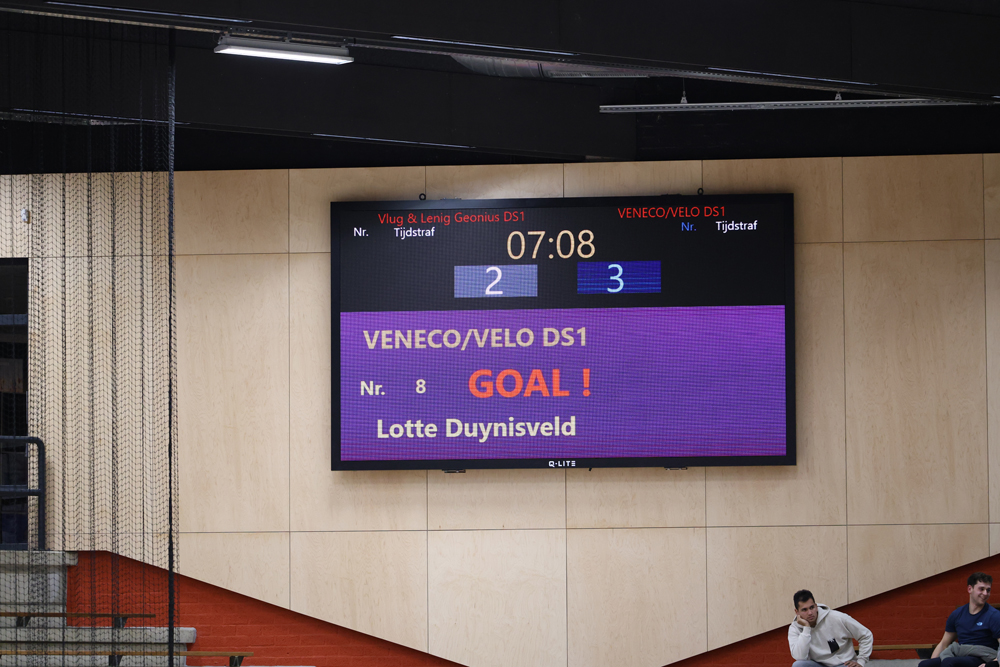 Vlug & Lenig Geonius DS1 VENECO/VELO DS1
Nr. Tijdstraf Nr. Tijdstraf
07:08
2 3
VENECO/VELO DS1
Nr. 8 GOAL !
Lotte Duynisveld
Q-LITE